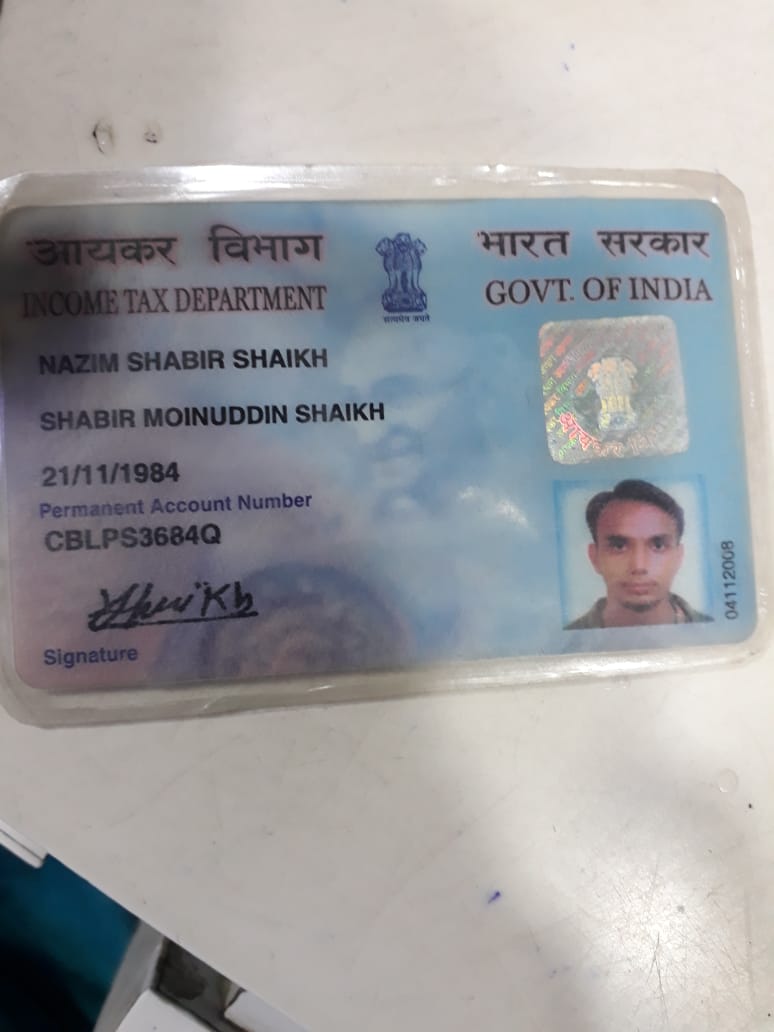 आयकर विभाग
INCOME TAX DEPARTMENT
सत्यमेव जयते
भारत सरकार
GOVT. OF INDIA
NAZIM SHABIR SHAIKH
SHABIR MOINUDDIN SHAIKH
21/11/1984
Permanent Account Number
CBLPS3684Q
Signature
04112008